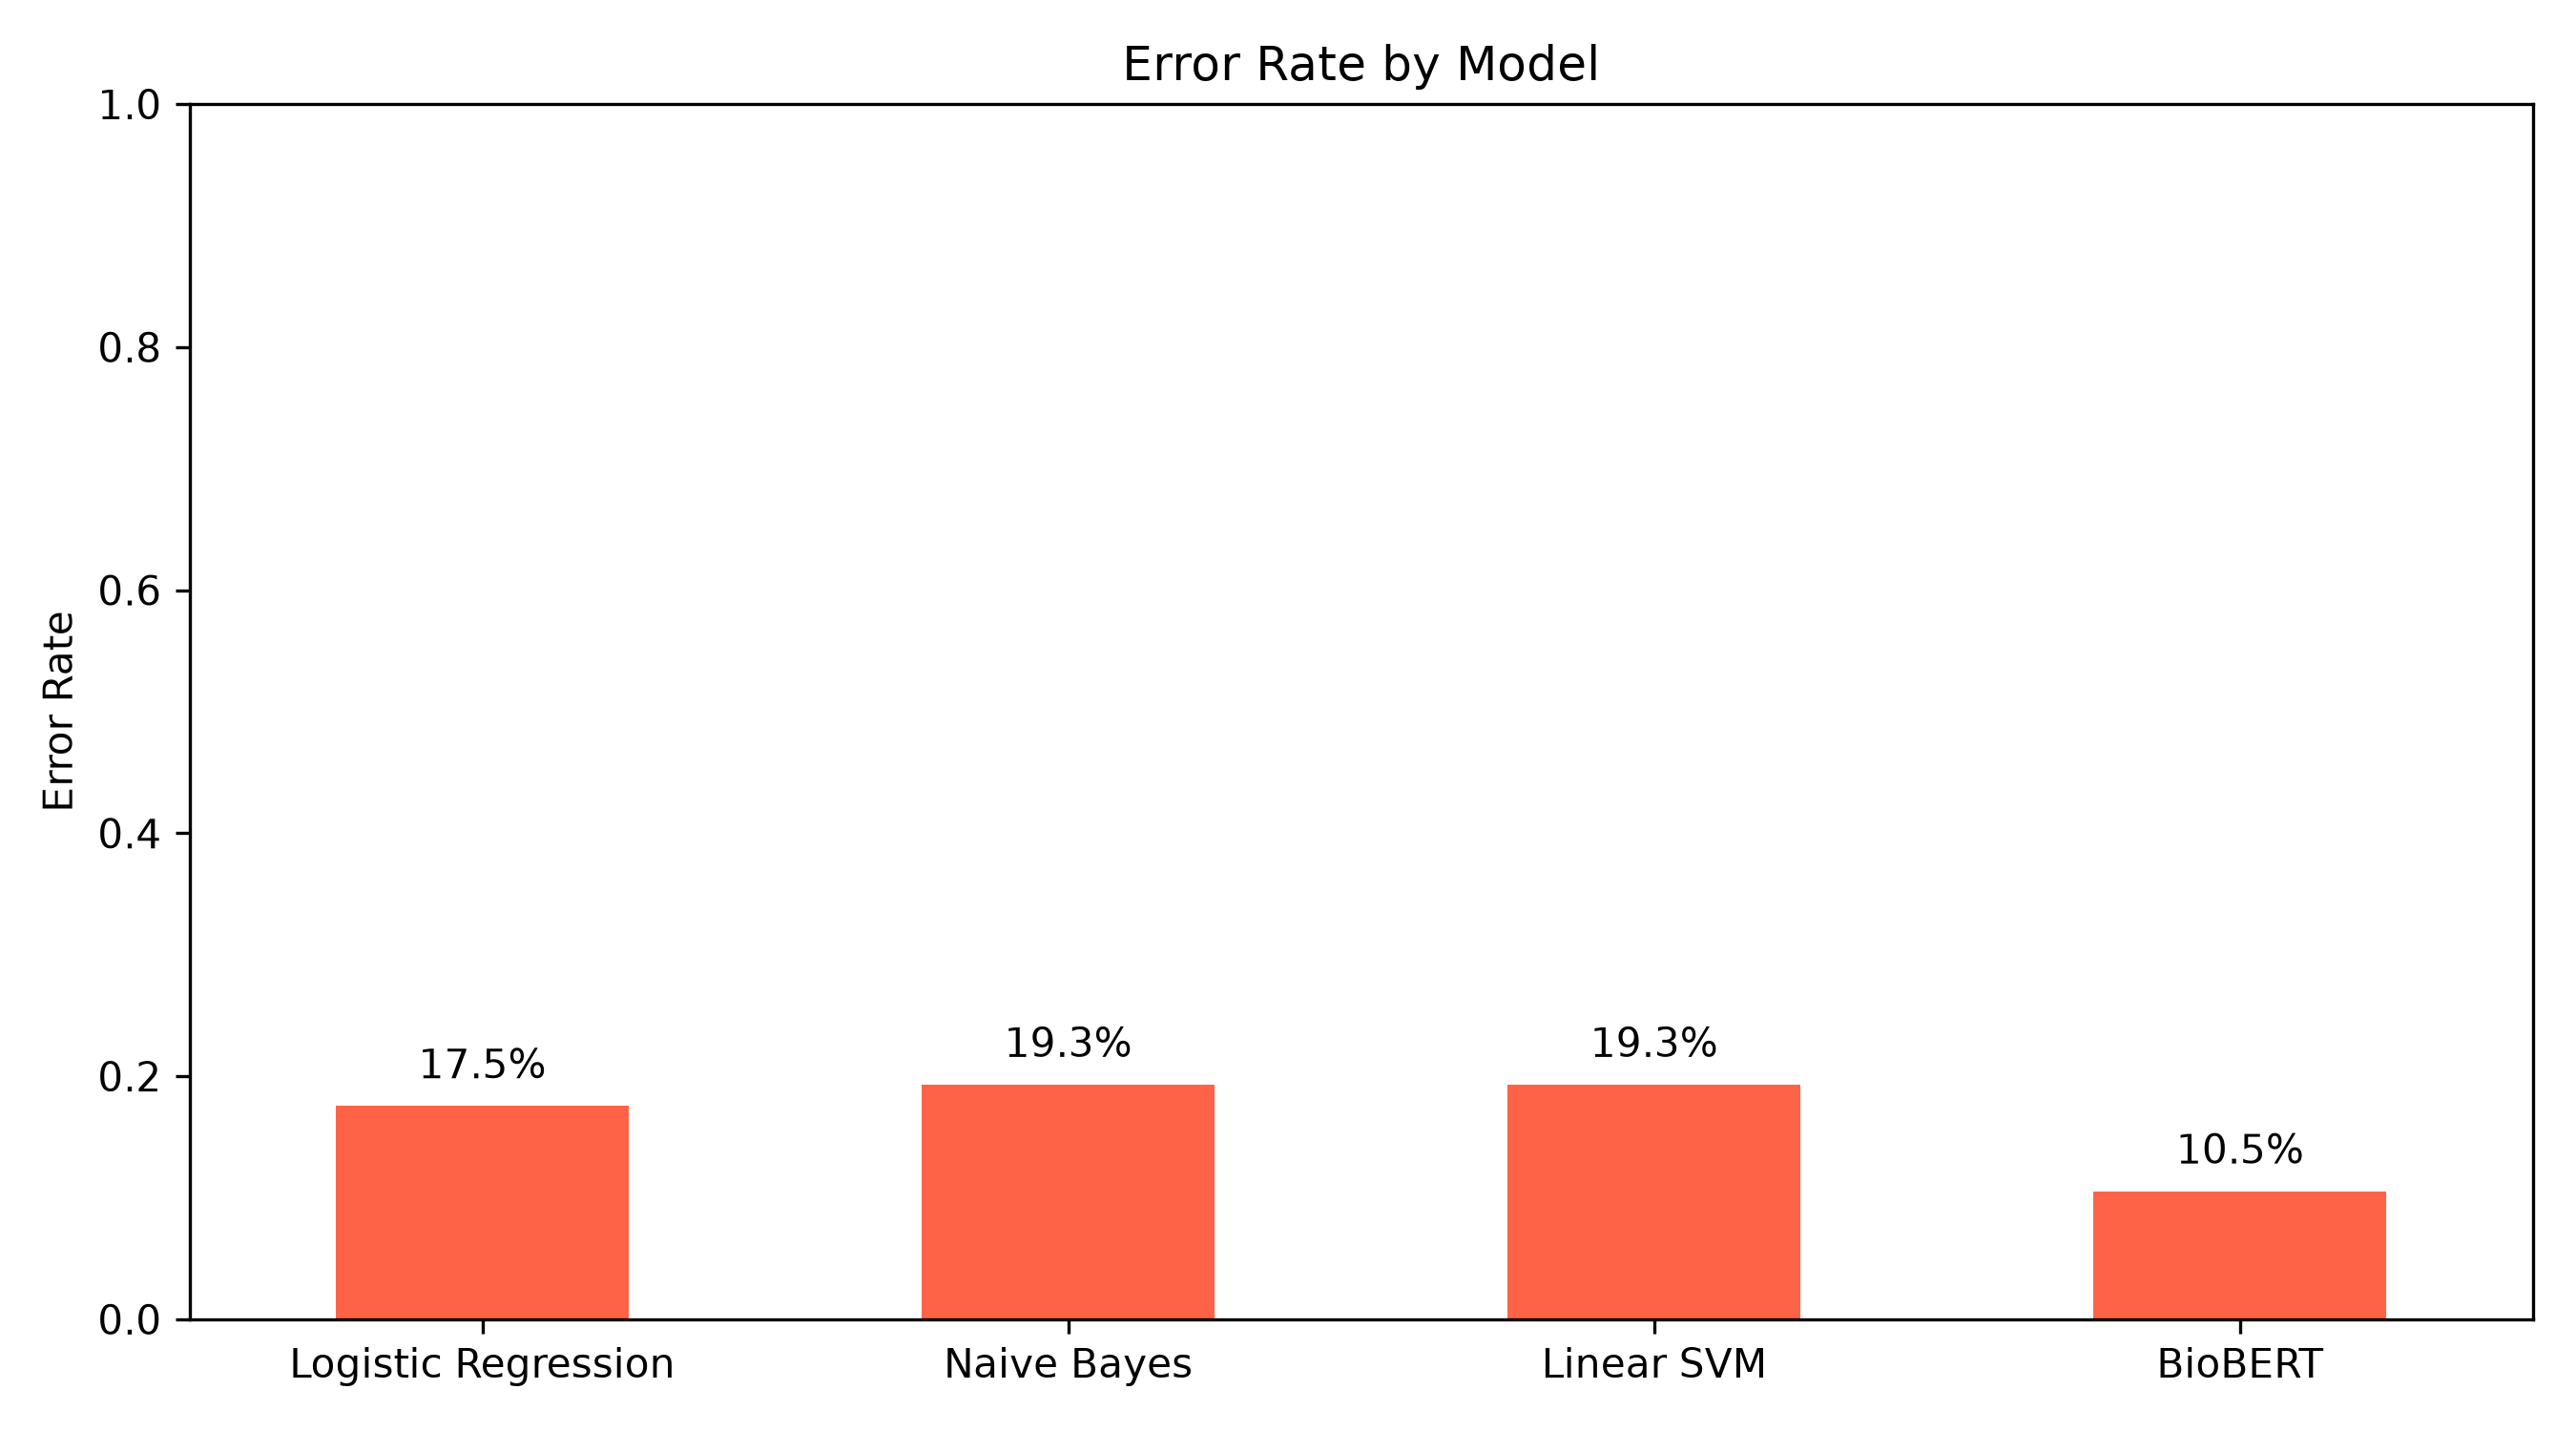 Error Rate by Model
Error Rate
1.0
0.8
0.6
0.4
0.2
0.0
17.5%
19.3%
19.3%
10.5%
Logistic Regression
Naive Bayes
Linear SVM
BioBERT